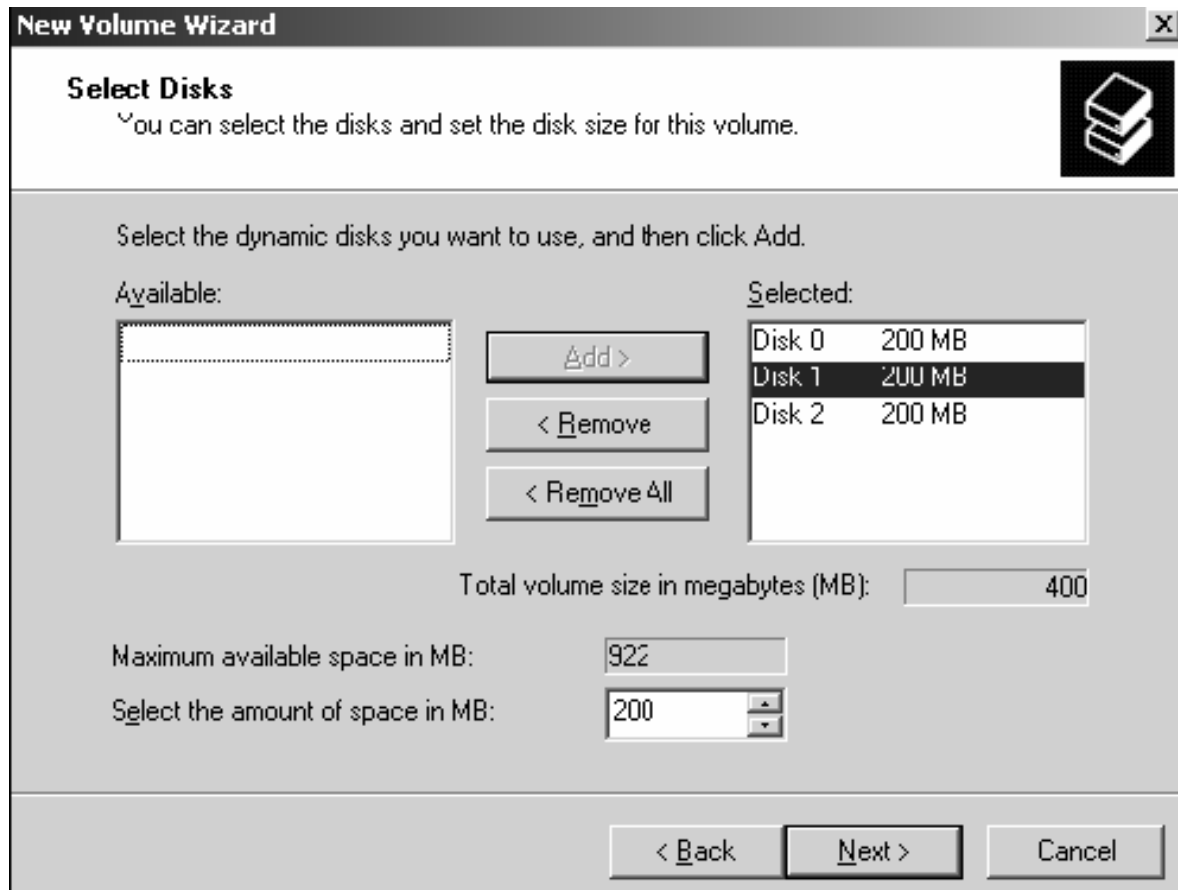 New Volume Wizard
Select Disks
You can select the disks and set the disk size for this volume.
Select the dynamic disks you want to use, and then click Add.
Available:
Selected:
Add >
< Remove
< Remove All
Disk 0 200 MB
Disk 1 200 MB
Disk 2 200 MB
Total volume size in megabytes (MB): 400
Maximum available space in MB: 922
Select the amount of space in MB: 200
< Back
Next >
Cancel